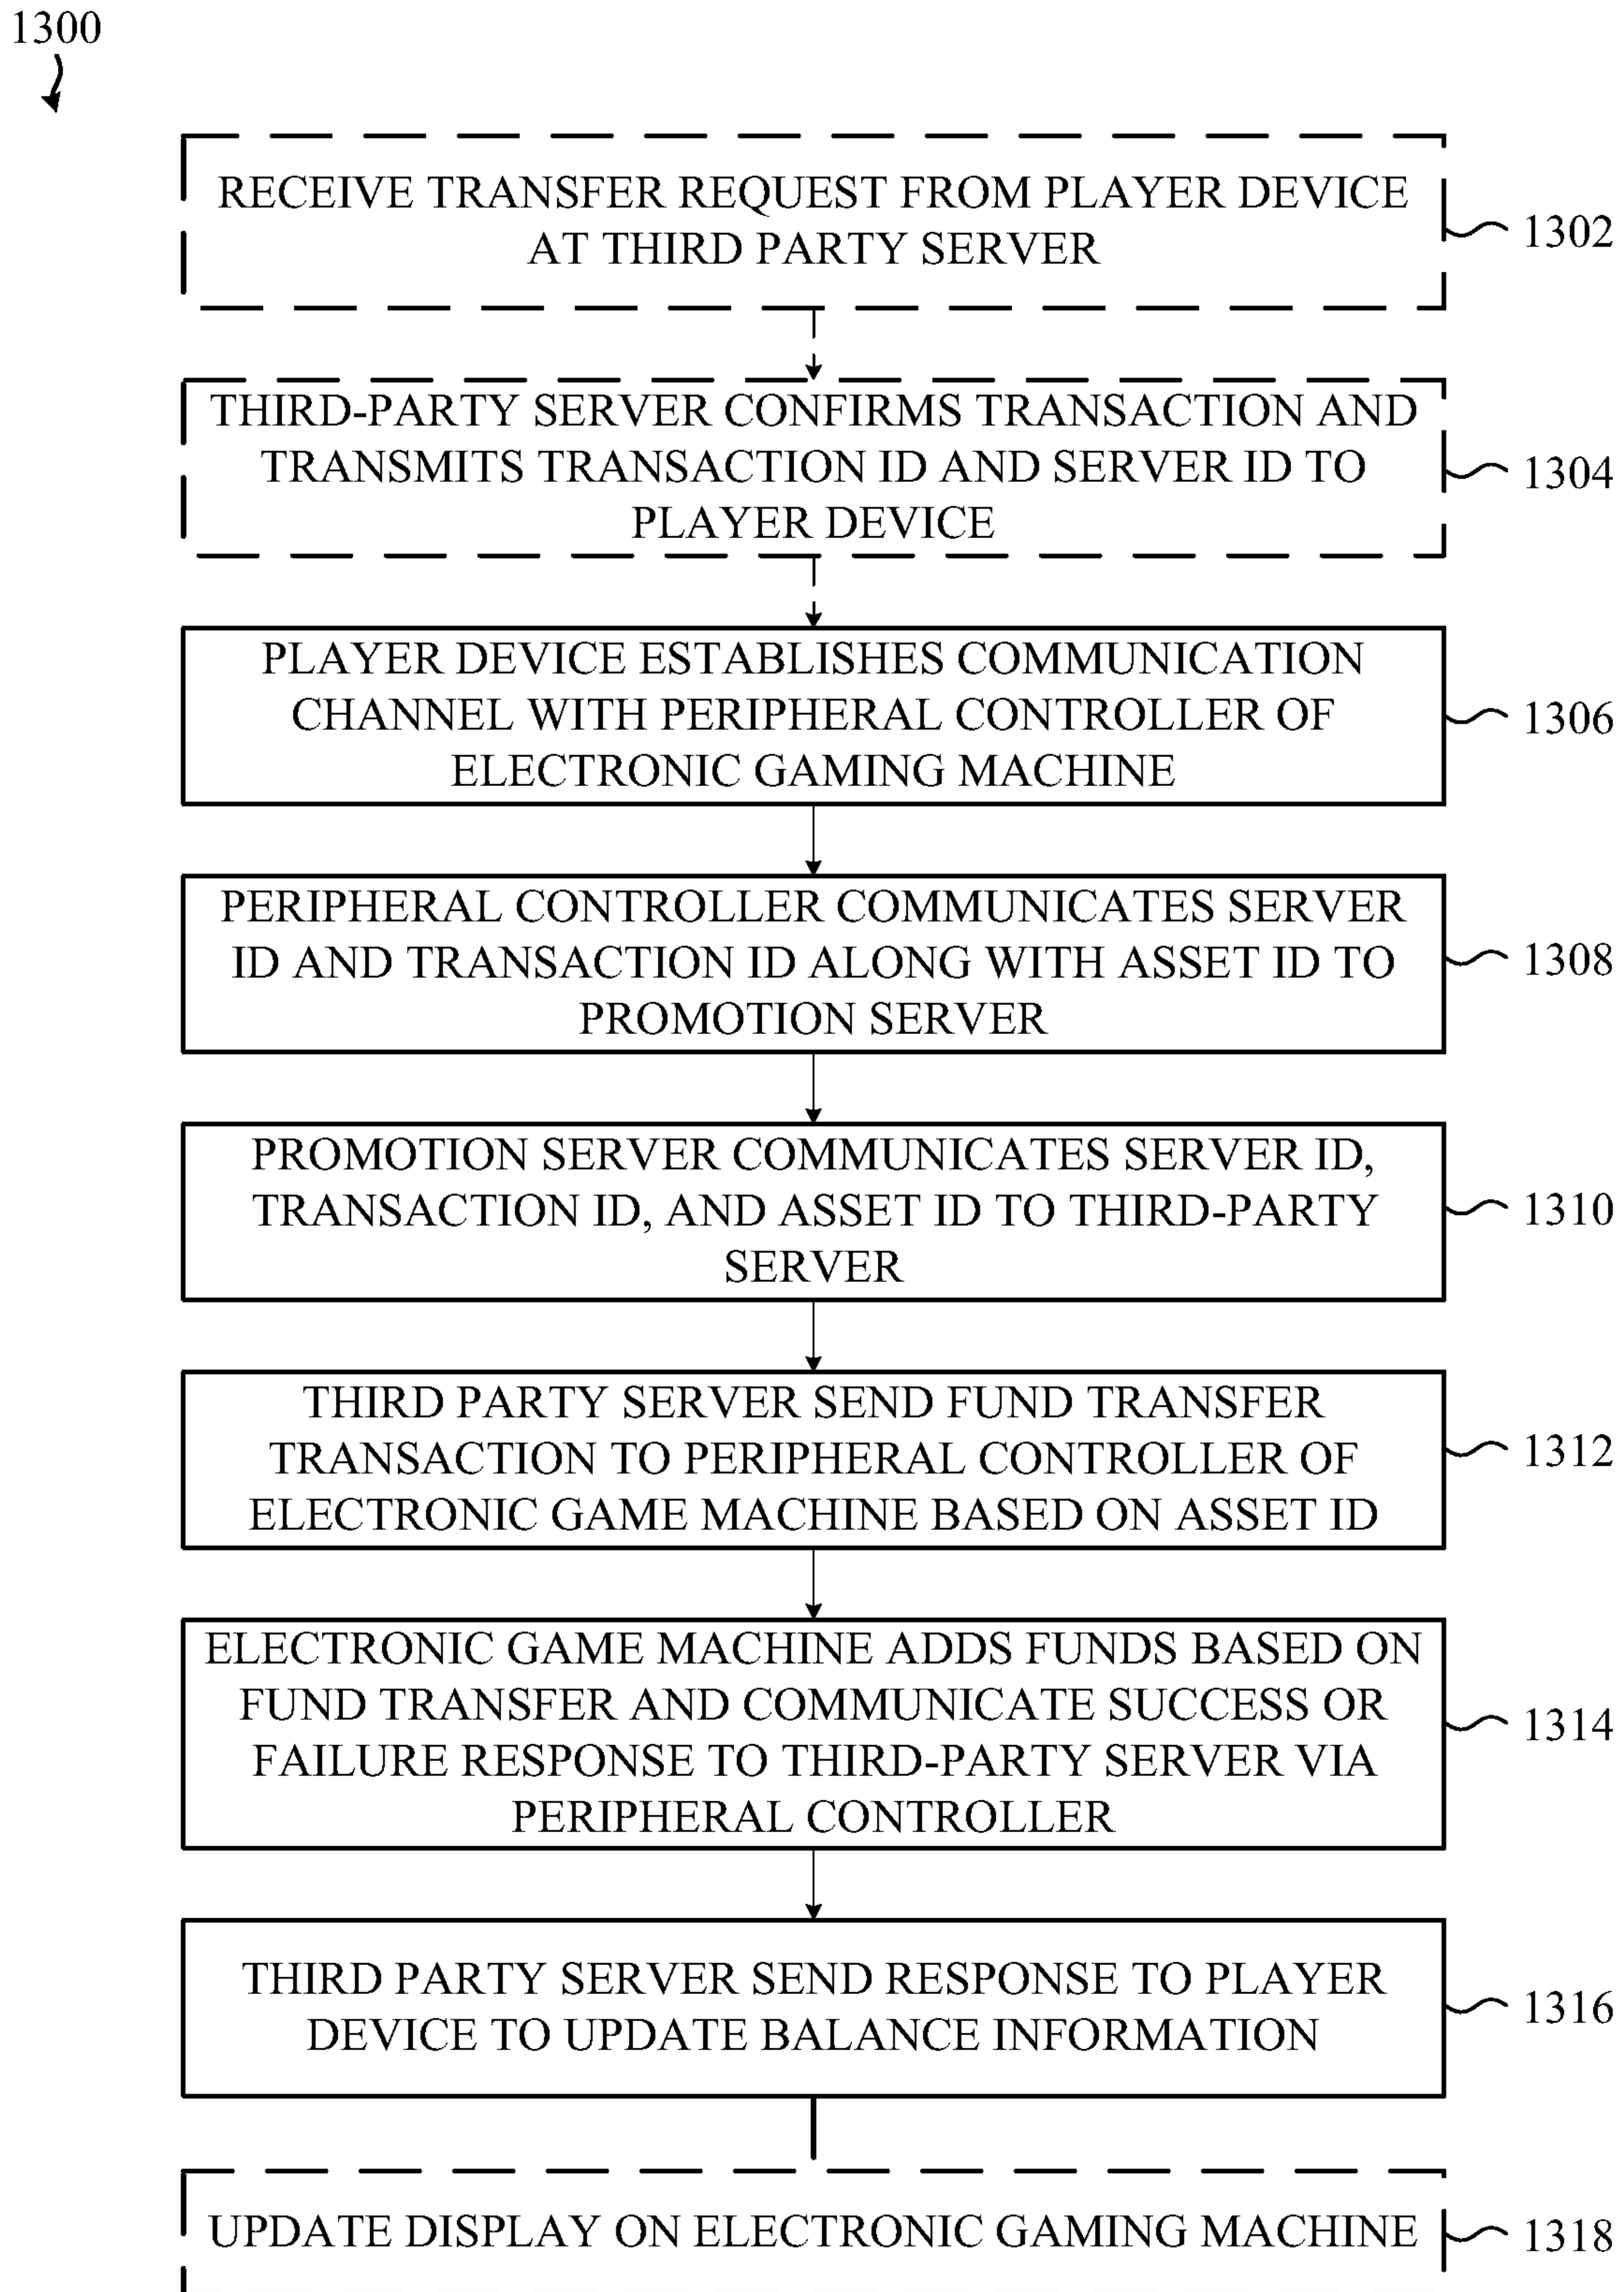 1300
RECEIVE TRANSFER REQUEST FROM PLAYER DEVICE
AT THIRD PARTY SERVER
1302
THIRD-PARTY SERVER CONFIRMS TRANSACTION AND
TRANSMITS TRANSACTION ID AND SERVER ID TO
PLAYER DEVICE
1304
PLAYER DEVICE ESTABLISHES COMMUNICATION
CHANNEL WITH PERIPHERAL CONTROLLER OF
ELECTRONIC GAMING MACHINE
1306
PERIPHERAL CONTROLLER COMMUNICATES SERVER
ID AND TRANSACTION ID ALONG WITH ASSET ID TO
PROMOTION SERVER
1308
PROMOTION SERVER COMMUNICATES SERVER ID,
TRANSACTION ID, AND ASSET ID TO THIRD-PARTY
SERVER
1310
THIRD PARTY SERVER SEND FUND TRANSFER
TRANSACTION TO PERIPHERAL CONTROLLER OF
ELECTRONIC GAME MACHINE BASED ON ASSET ID
1312
ELECTRONIC GAME MACHINE ADDS FUNDS BASED ON
FUND TRANSFER AND COMMUNICATE SUCCESS OR
FAILURE RESPONSE TO THIRD-PARTY SERVER VIA
PERIPHERAL CONTROLLER
1314
THIRD PARTY SERVER SEND RESPONSE TO PLAYER
DEVICE TO UPDATE BALANCE INFORMATION
1316
UPDATE DISPLAY ON ELECTRONIC GAMING MACHINE
1318